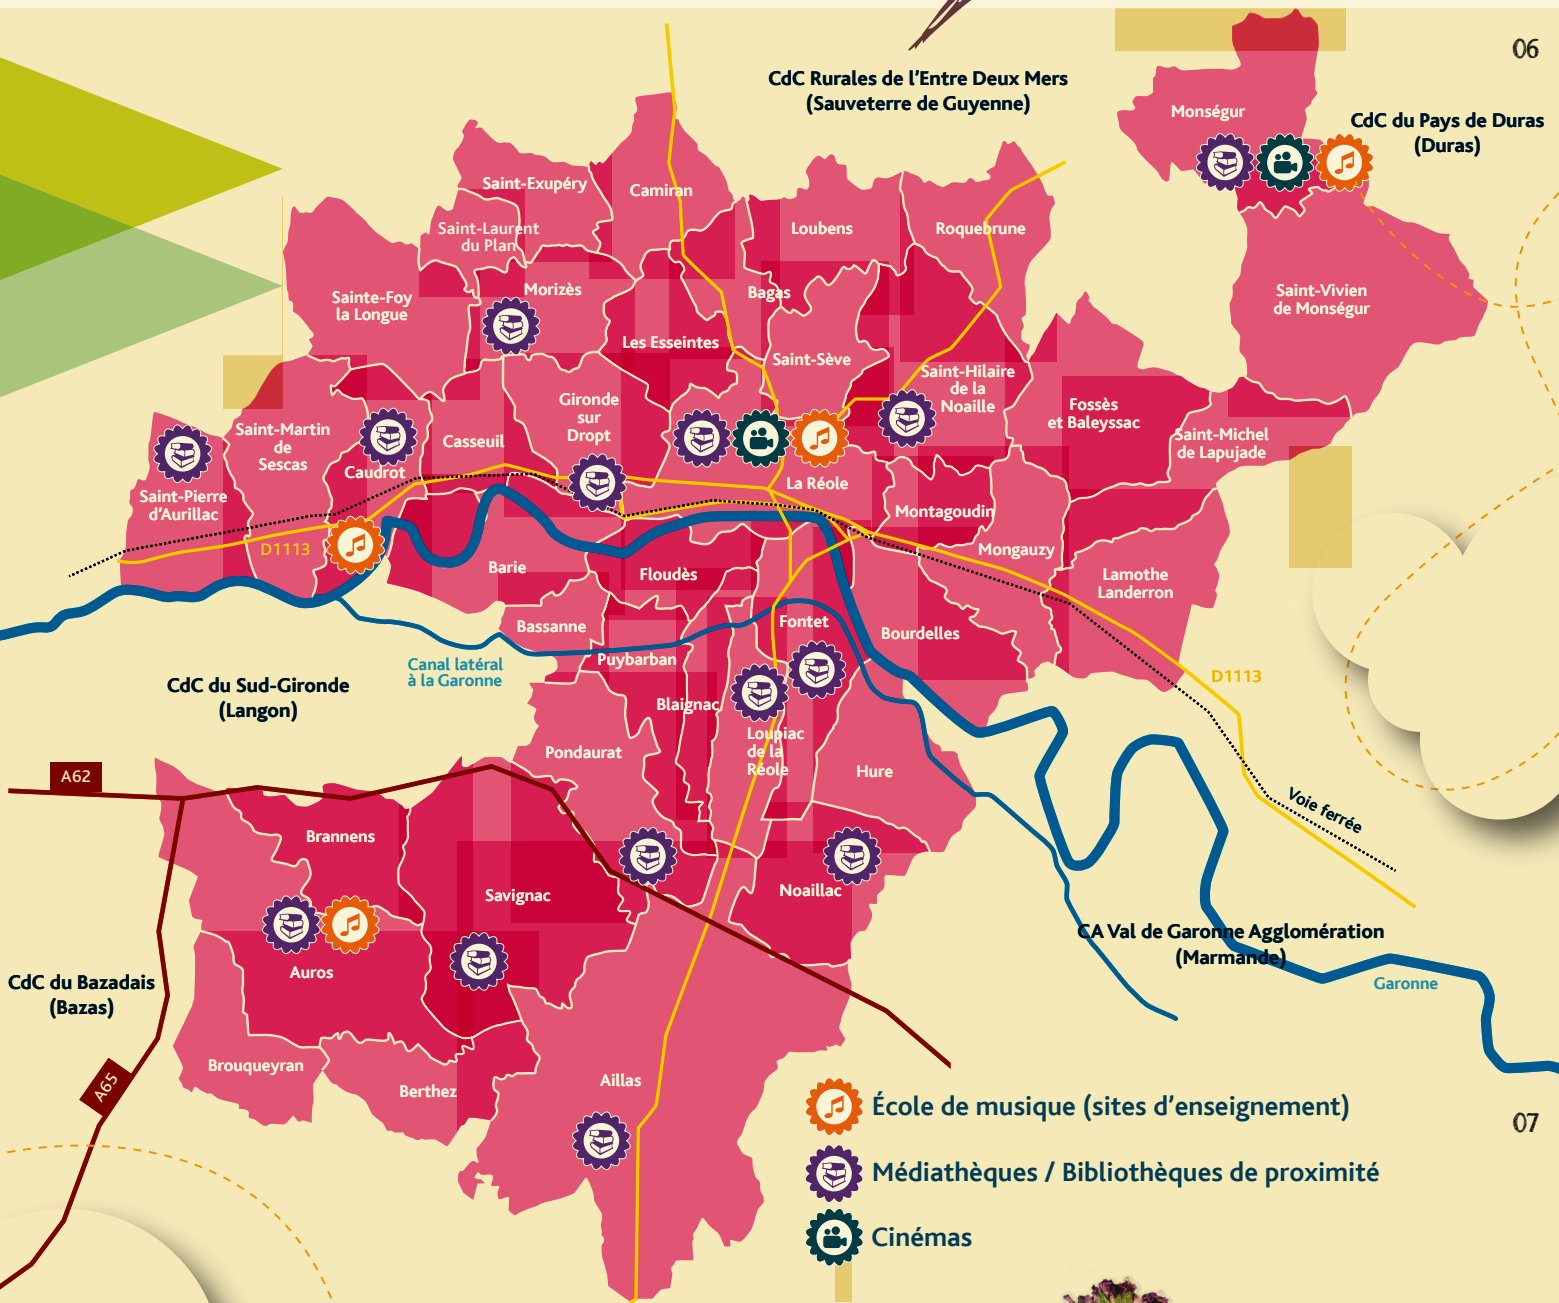 06
CdC Rurales de l’Entre Deux Mers
(Sauveterre de Guyenne)
Monségur
CdC du Pays de Duras
(Duras)
Saint-Exupéry
Camiran
Saint-Laurent
du Plan
Loubens
Roquebrune
Sainte-Foy
la Longue
Morizès
Bagas
Saint-Vivien
de Monségur
Les Esseintes
Saint-Sève
Saint-Hilaire
de la
Noaille
Gironde
sur
Dropt
Fossès
et Baleyssac
Saint-Martin
de
Sescas
Casseuil
Saint-Michel
de Lapujade
Caudrot
La Réole
Saint-Pierre
d’Aurillac
Montagoudin
D1113
Mongauzy
Barie
Floudès
Lamothe
Landerron
Bassanne
Fontet
Bourdelles
Puybarban
Canal latéral
à la Garonne
D1113
CdC du Sud-Gironde
(Langon)
Blaignac
Pondaurat
Loupiac
de la
Réole
Hure
A62
Voie ferrée
Brannens
Savignac
Noaillac
CA Val de Garonne Agglomération
(Marmande)
Auros
CdC du Bazadais
(Bazas)
Garonne
Brouqueyran
Berthez
Aillas
A65
École de musique (sites d’enseignement)
07
Médiathèques / Bibliothèques de proximité
Cinémas